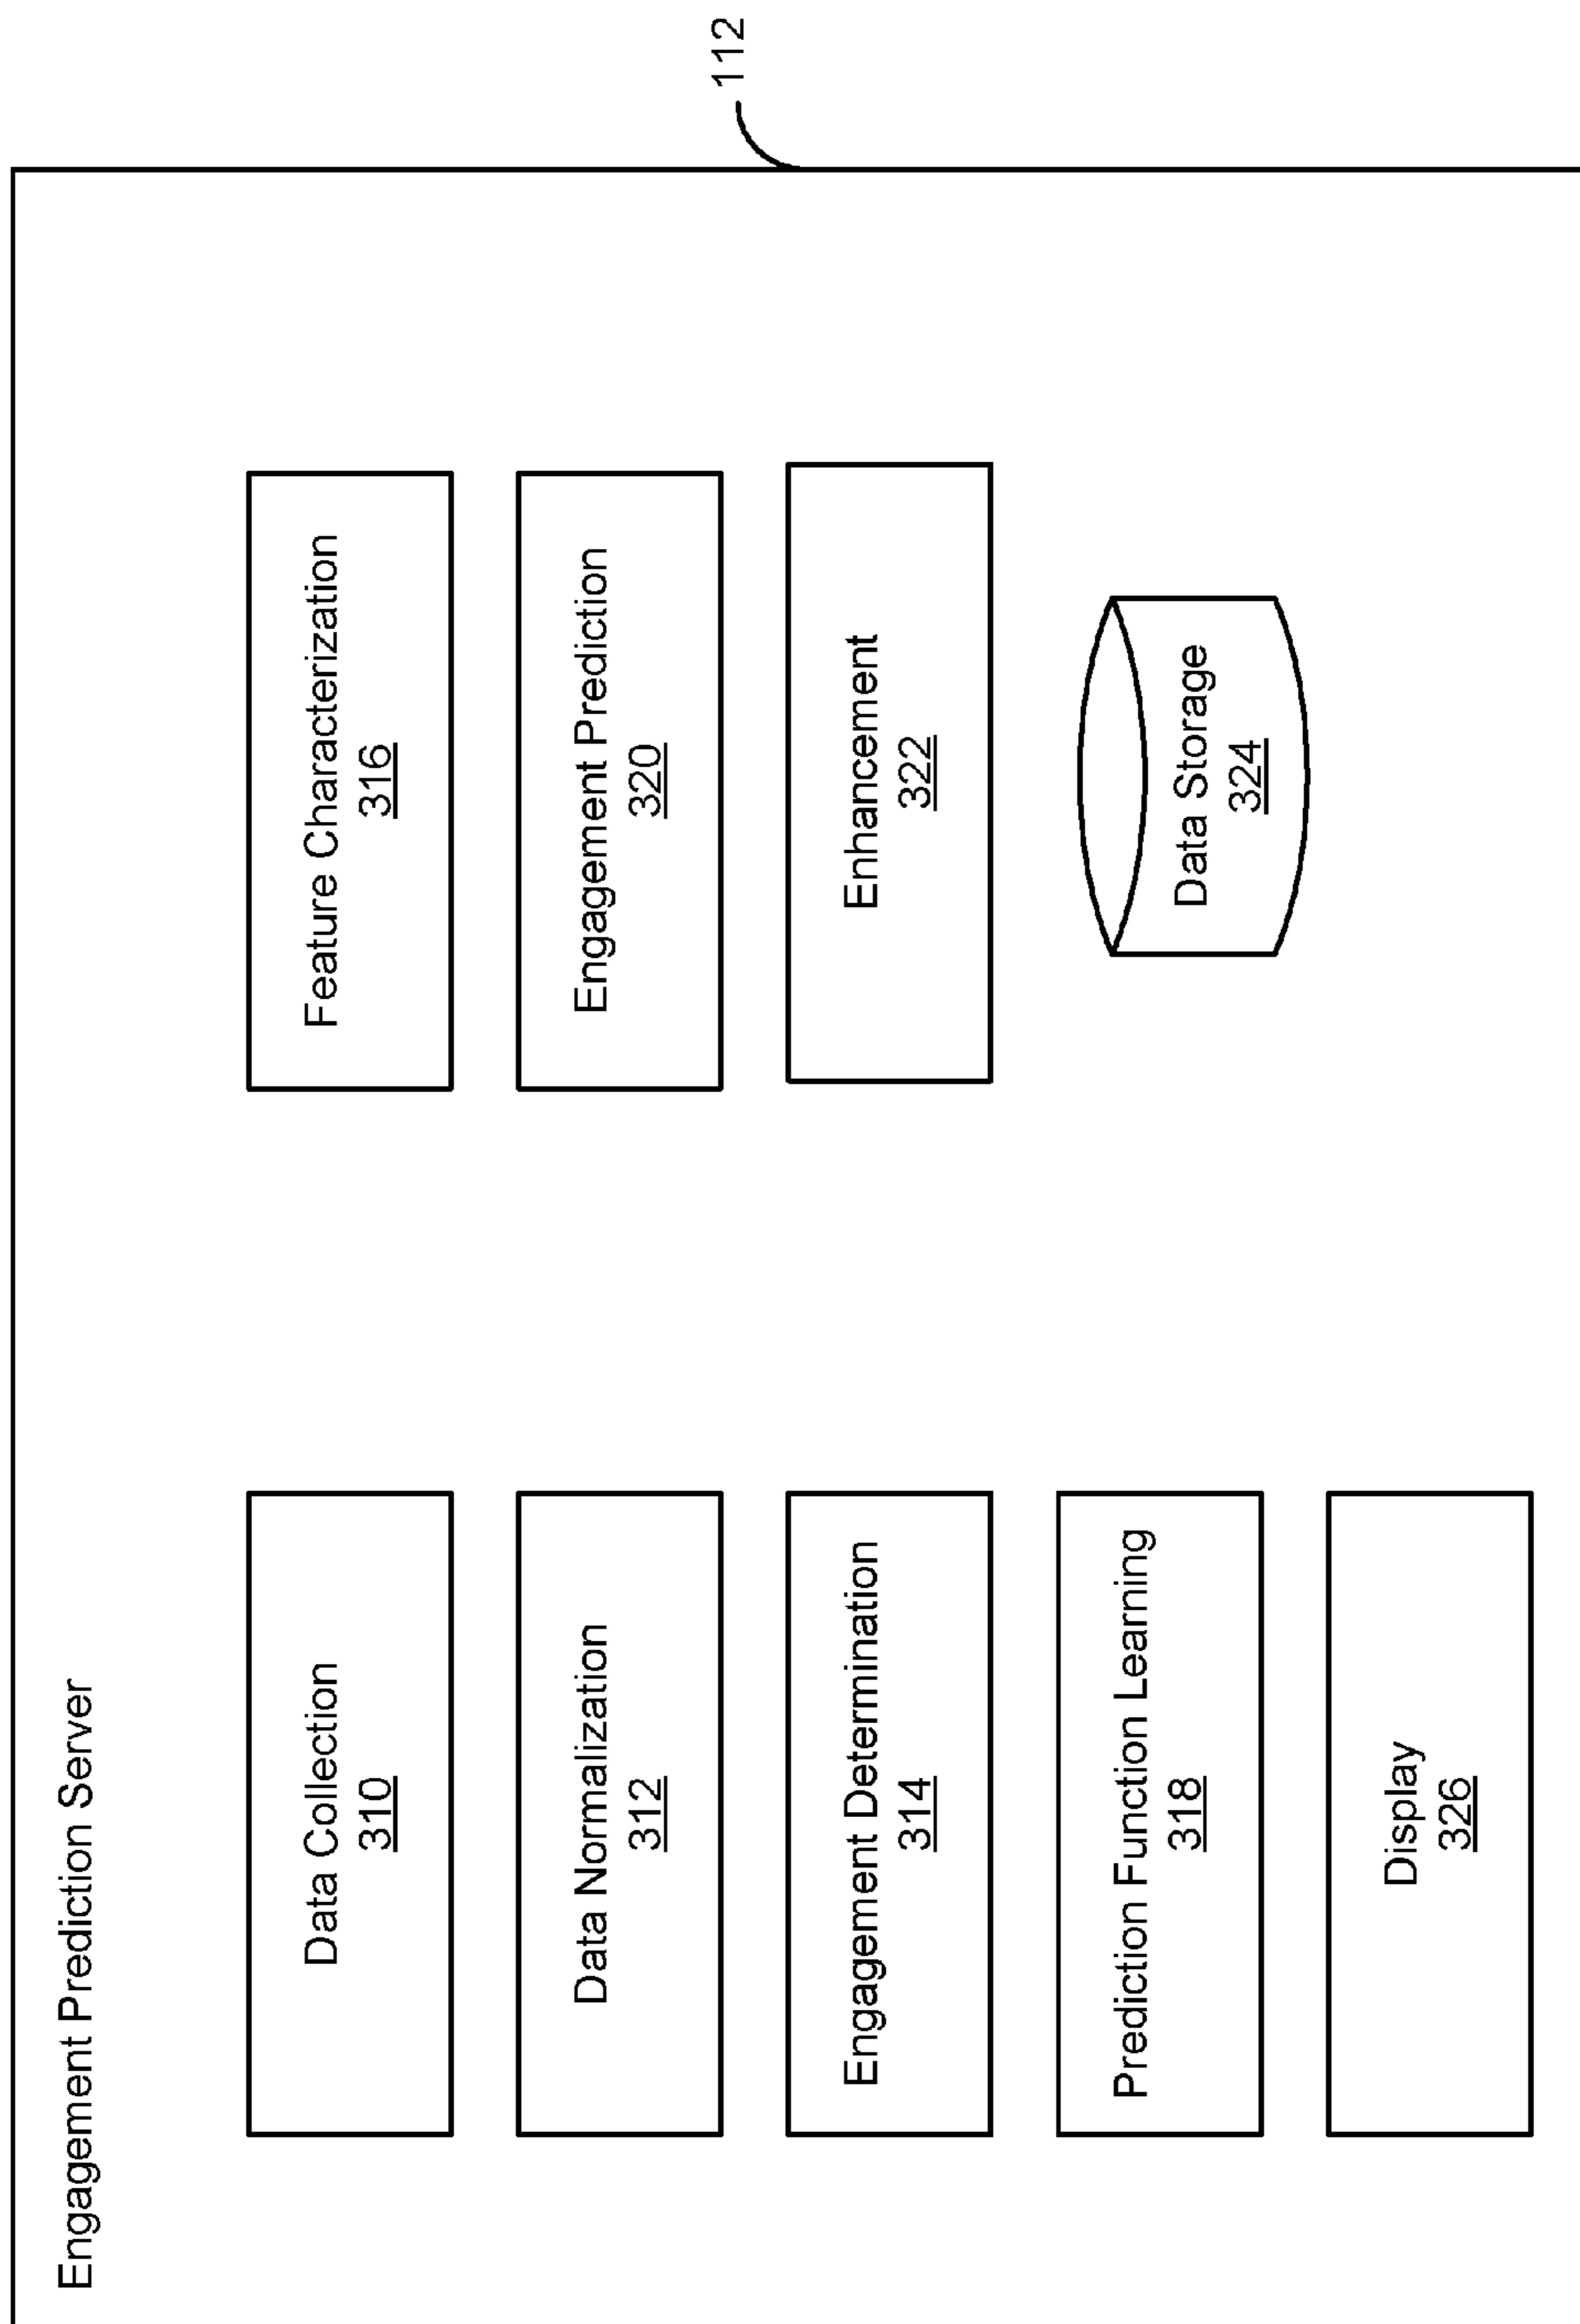 Engagement Prediction Server
112
Data Collection
310
Data Normalization
312
Engagement Determination
314
Prediction Function Learning
318
Display
326
Feature Characterization
316
Engagement Prediction
320
Enhancement
322
Data Storage
324